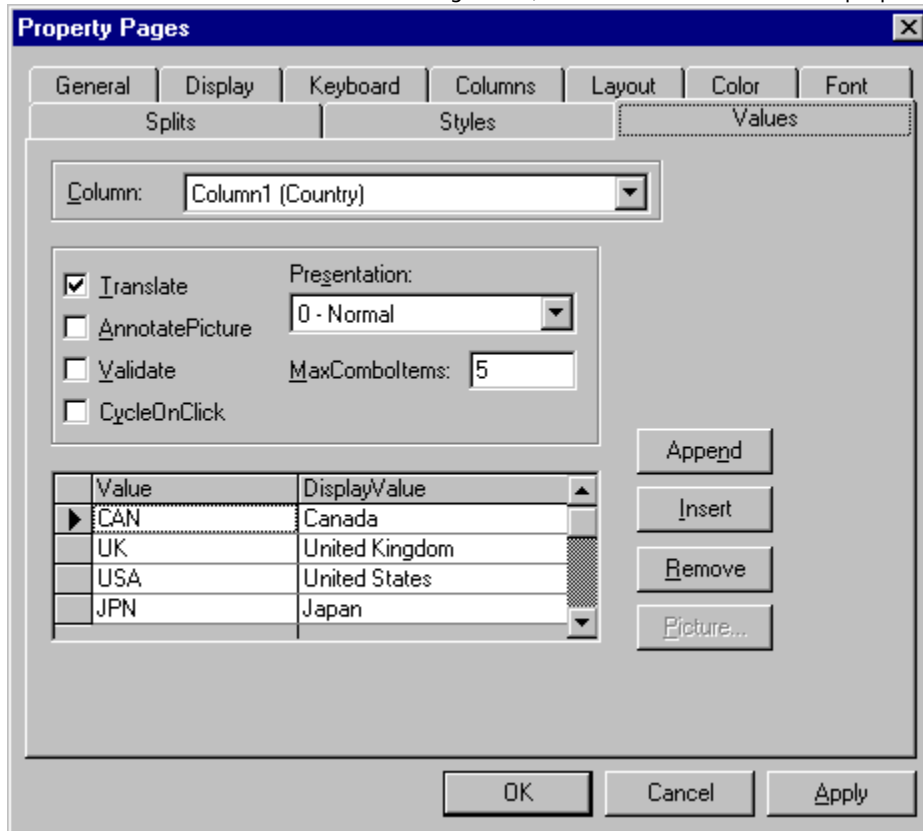 Property Pages
General Display Keyboard Columns Layout Color Font
Splits Styles Values
Column: Column1 (Country)
Translate
AnnotatePicture
Validate
CycleOnClick
Presentation:
0 - Normal
MaxComboItems: 5
Value DisplayValue
CAN Canada
UK United Kingdom
USA United States
JPN Japan
Append
Insert
Remove
Picture...
OK Cancel Apply